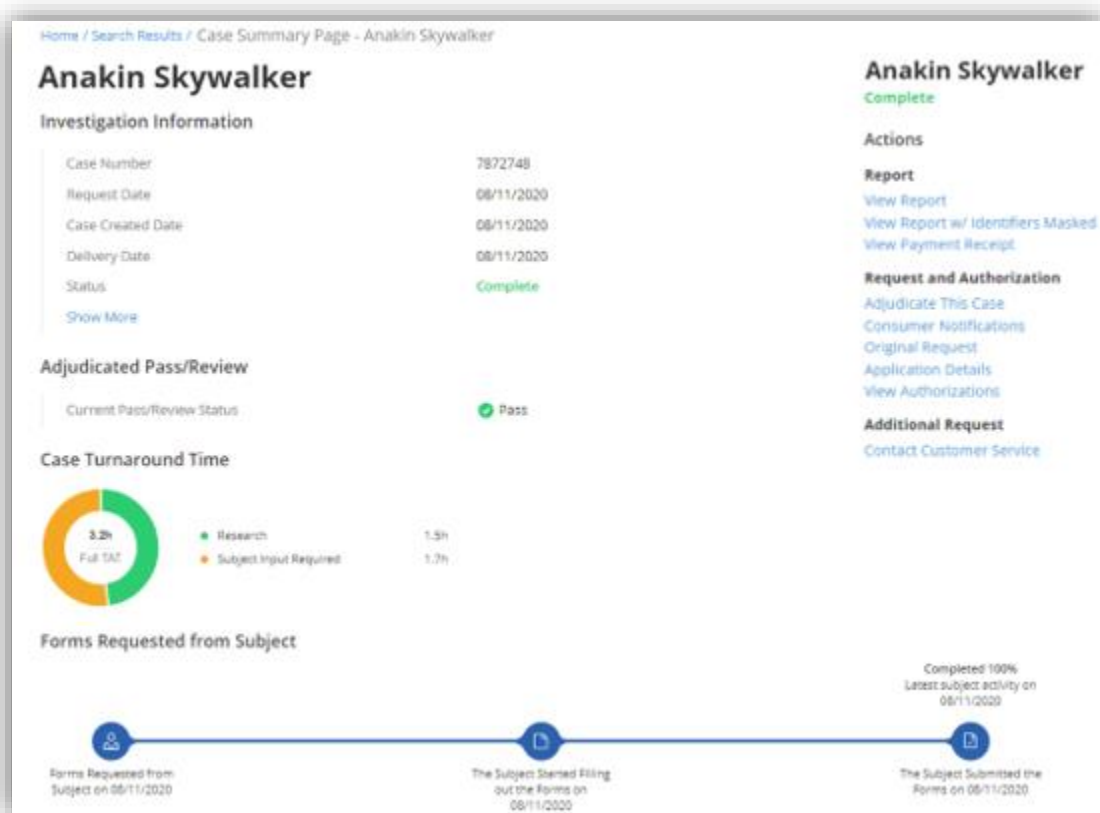 Home / Search Results / Case Summary Page - Anakin Skywalker
Anakin Skywalker
Investigation Information
Case Number 7872748
Request Date 08/11/2020
Case Created Date 08/11/2020
Delivery Date 08/11/2020
Status Complete
Show More
Adjudicated Pass/Review
Current Pass/Review Status Pass
Case Turnaround Time
3.2h
Full TAT
Research 1.5h
Subject Input Required 1.7h
Forms Requested from Subject
Forms Requested from
Subject on 08/11/2020
The Subject Started Filling
out the Forms on
08/11/2020
Completed 100%
Latest subject activity on
08/11/2020
The Subject Submitted the
Forms on 08/11/2020
Anakin Skywalker
Complete
Actions
Report
View Report
View Report w/ Identifiers Masked
View Payment Receipt
Request and Authorization
Adjudicate This Case
Consumer Notifications
Original Request
Application Details
View Authorizations
Additional Request
Contact Customer Service